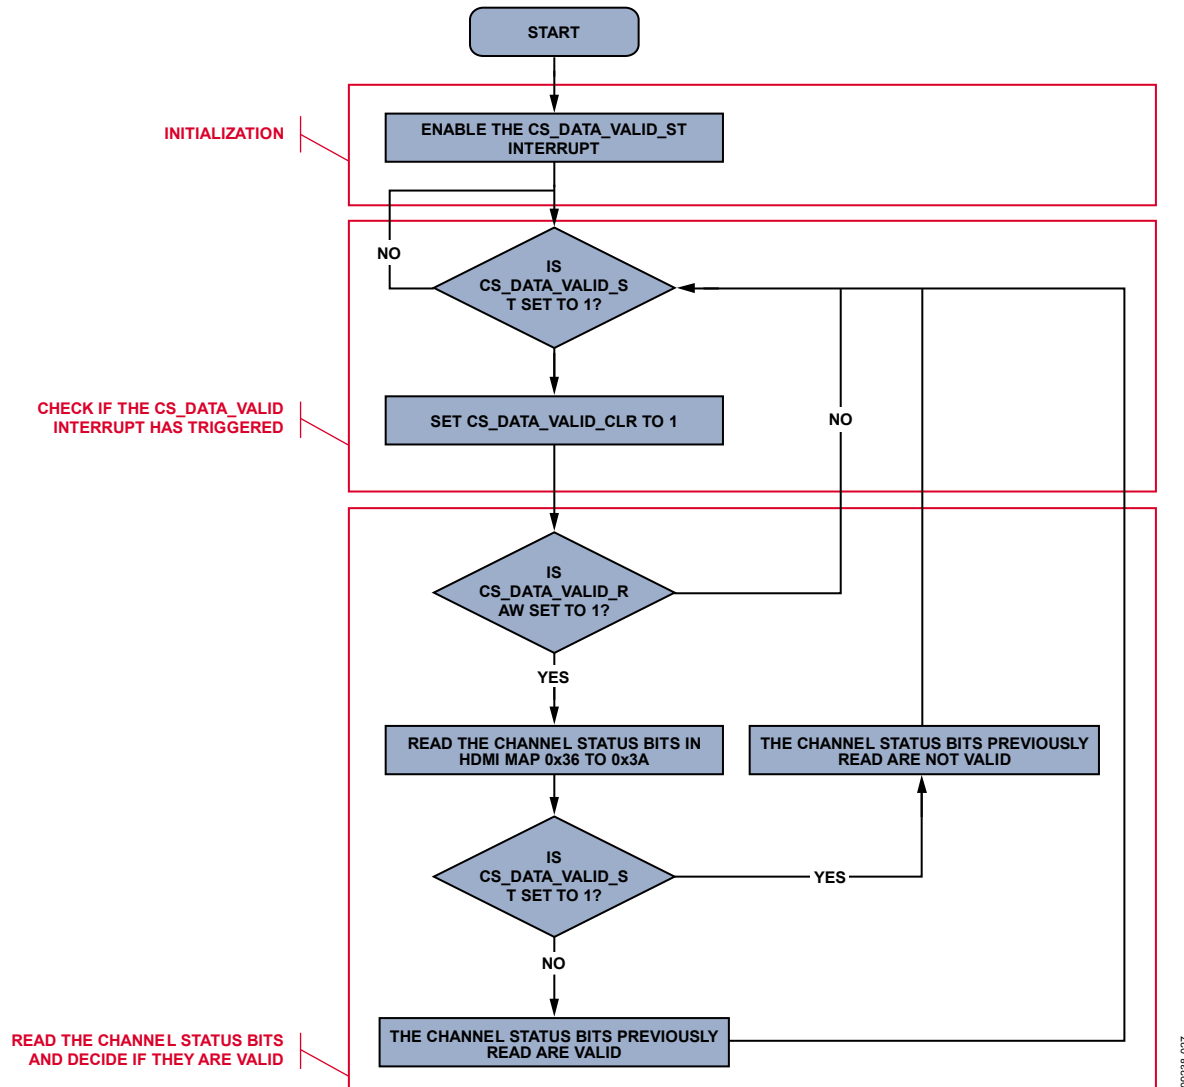 START
INITIALIZATION
ENABLE THE CS_DATA_VALID_ST
INTERRUPT
NO
IS
CS_DATA_VALID_S
T SET TO 1?
CHECK IF THE CS_DATA_VALID
INTERRUPT HAS TRIGGERED
SET CS_DATA_VALID_CLR TO 1
NO
IS
CS_DATA_VALID_R
AW SET TO 1?
YES
READ THE CHANNEL STATUS BITS IN
HDMI MAP 0x36 TO 0x3A
THE CHANNEL STATUS BITS PREVIOUSLY
READ ARE NOT VALID
IS
CS_DATA_VALID_S
T SET TO 1?
YES
NO
READ THE CHANNEL STATUS BITS
AND DECIDE IF THEY ARE VALID
THE CHANNEL STATUS BITS PREVIOUSLY
READ ARE VALID